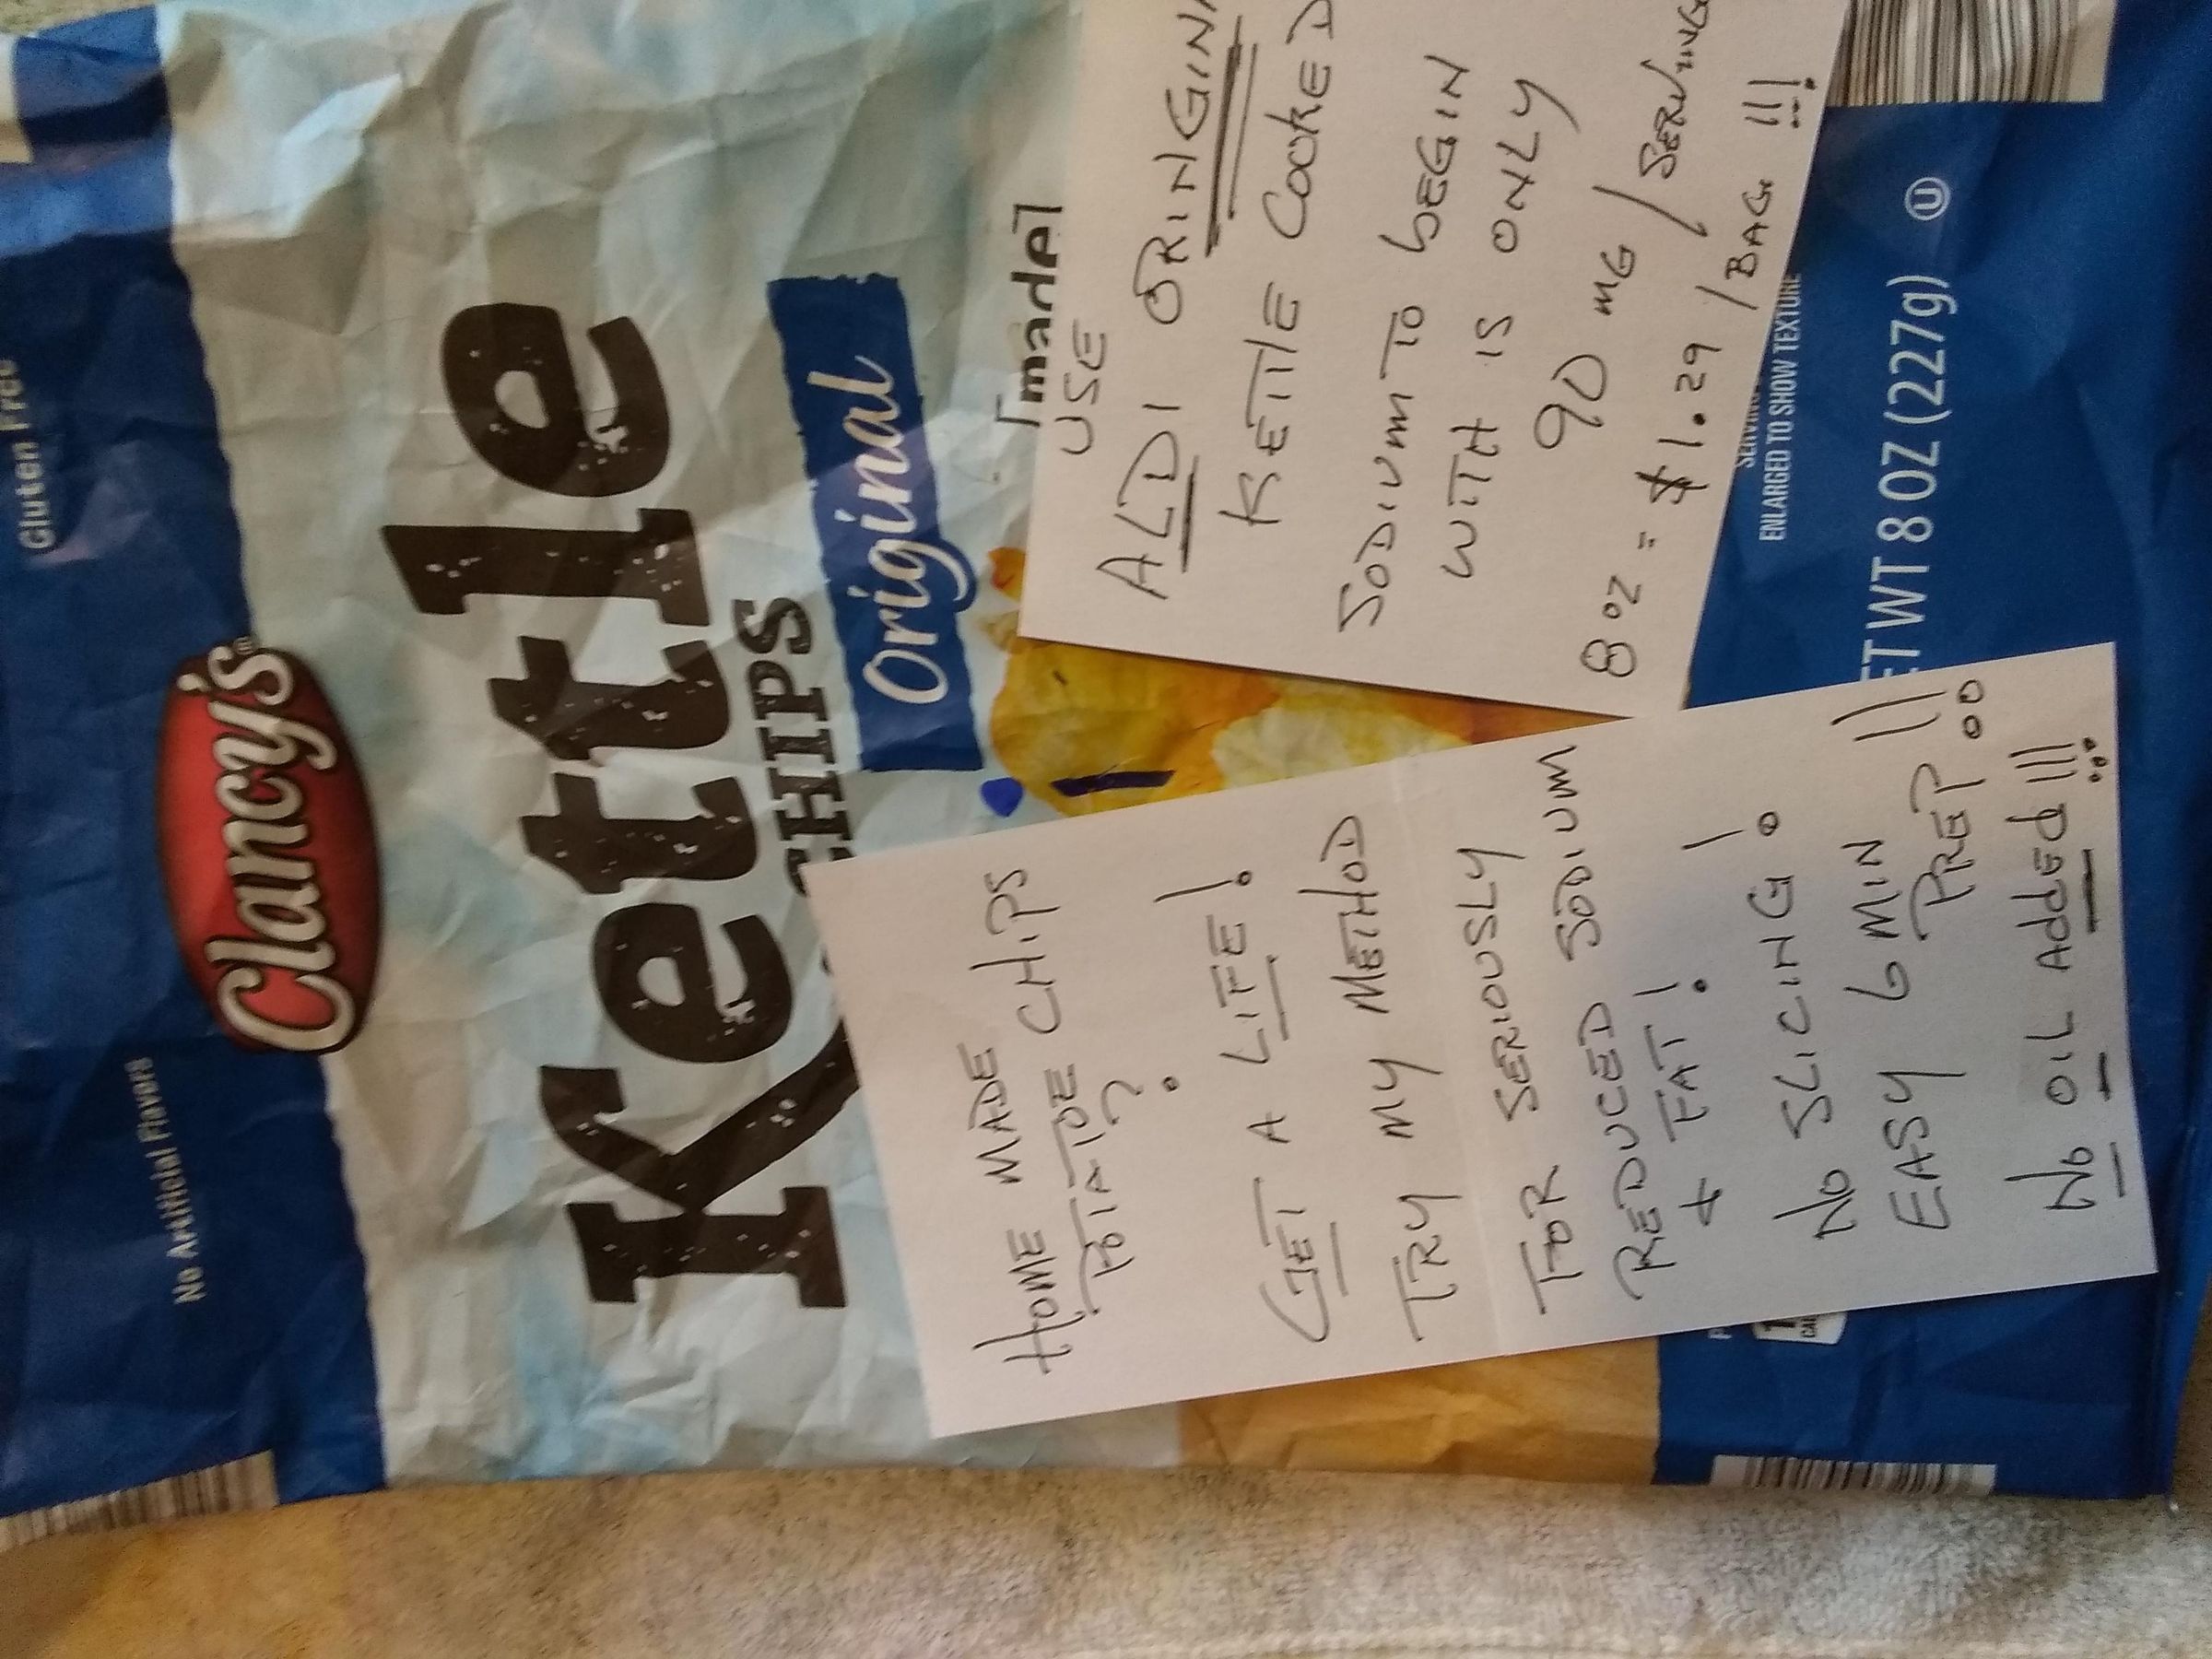 Gluten Free
No Artificial Flavors
Clancy's®
Kettle
CHIPS
Original
made
HOME MADE
POTATOE CHIPS
?
GET A LIFE!
TRY MY METHOD
FOR SERIOUSLY
REDUCED SODIUM
& FAT!
NO SLICING!
EASY 6 MIN
PREP!!
NO OIL AddEd!!!
USE
ALDI ORINGINA
KETTLE COOKED
SODIUM TO bEGIN
WITH IS ONLY
90 MG / SERVING
8 OZ = $1.29 / BAG !!!
ENLARGED TO SHOW TEXTURE
ET WT 8 OZ (227g) U